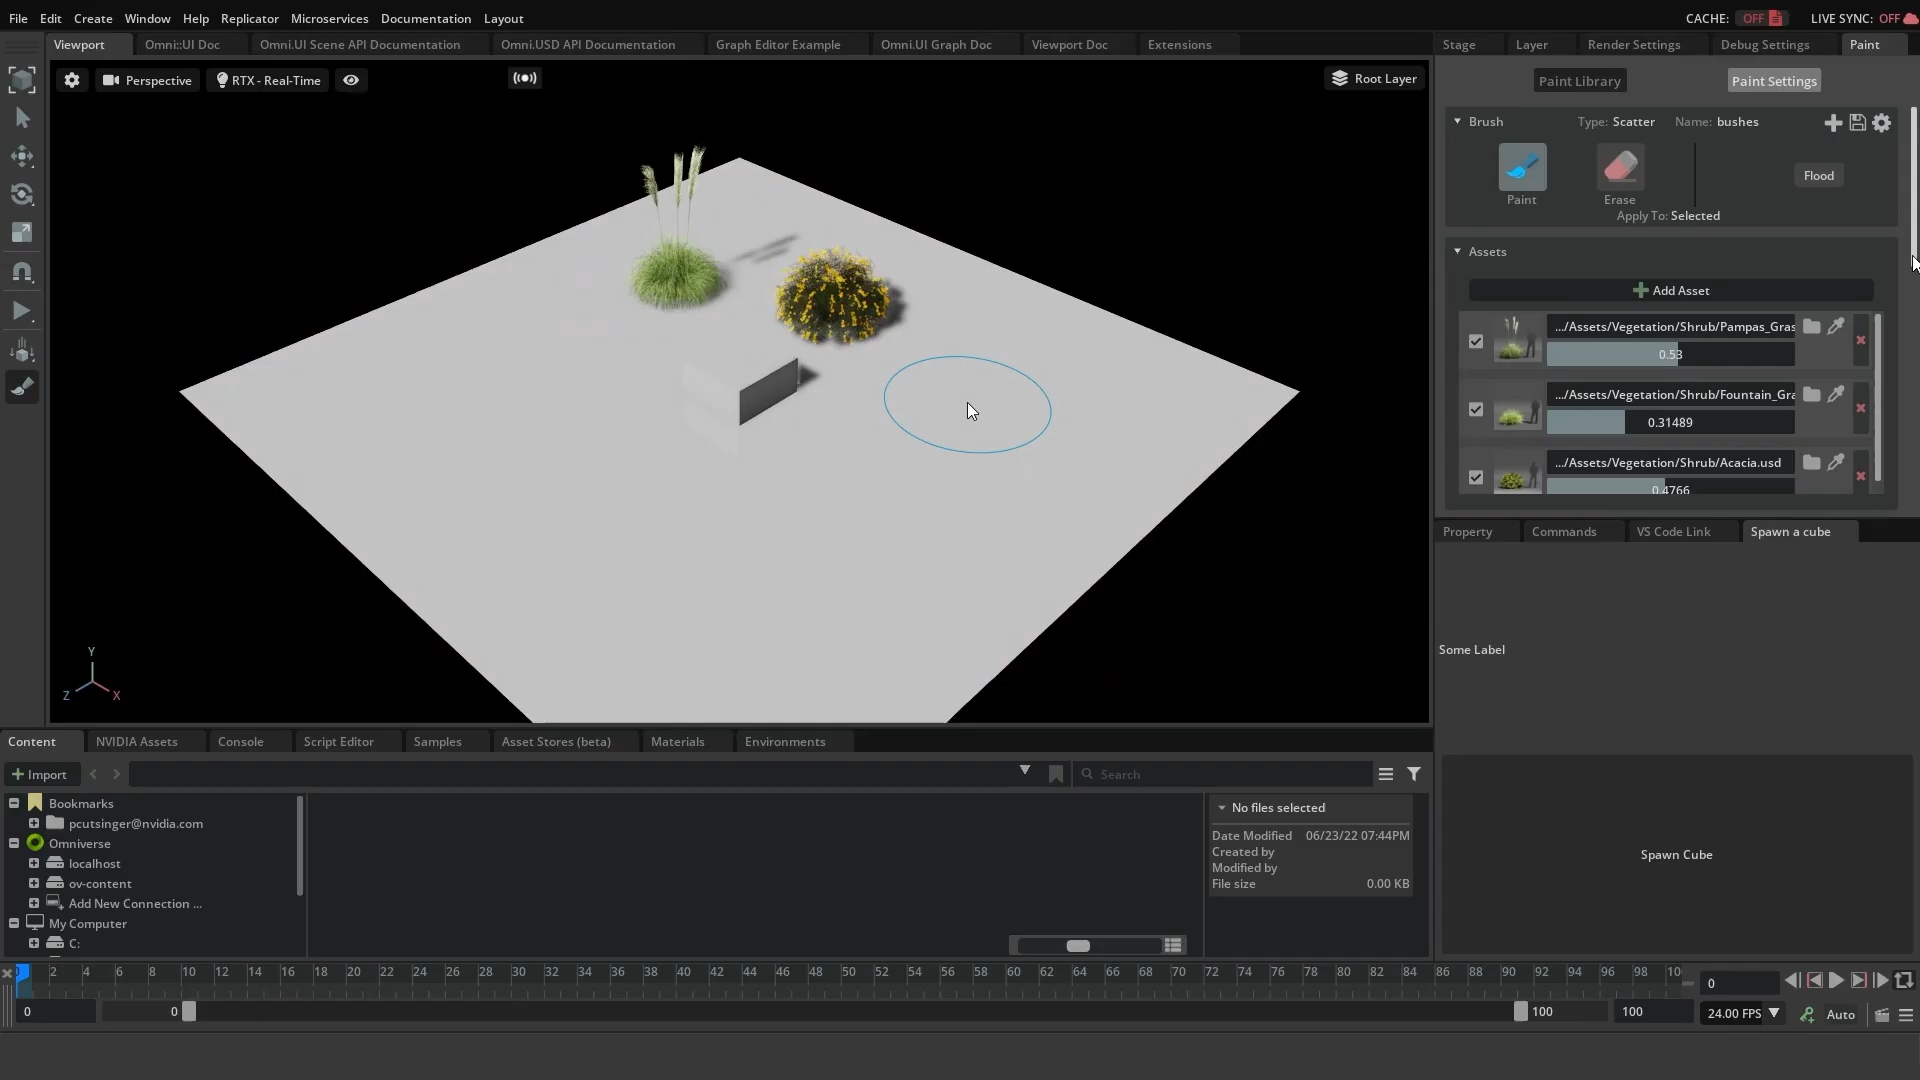 File Edit Create Window Help Replicator Microservices Documentation Layout CACHE: OFF LIVE SYNC: OFF
Viewport Omni::UI Doc Omni.UI Scene API Documentation Omni.USD API Documentation Graph Editor Example Omni.UI Graph Doc Viewport Doc Extensions
Stage Layer Render Settings Debug Settings Paint
Perspective RTX - Real-Time Root Layer
Paint Library Paint Settings
Brush Type: Scatter Name: bushes
Paint Erase Flood
Apply To: Selected
Assets
Add Asset
.../Assets/Vegetation/Shrub/Pampas_Gras
0.53
.../Assets/Vegetation/Shrub/Fountain_Gra
0.31489
.../Assets/Vegetation/Shrub/Acacia.usd
0.4766
Property Commands VS Code Link Spawn a cube
Some Label
Spawn Cube
Y
Z X
Content NVIDIA Assets Console Script Editor Samples Asset Stores (beta) Materials Environments
Import Search
Bookmarks
pcutsinger@nvidia.com
Omniverse
localhost
ov-content
Add New Connection ...
My Computer
C:
No files selected
Date Modified 06/23/22 07:44PM
Created by
Modified by
File size 0.00 KB
2 4 6 8 10 12 14 16 18 20 22 24 26 28 30 32 34 36 38 40 42 44 46 48 50 52 54 56 58 60 62 64 66 68 70 72 74 76 78 80 82 84 86 88 90 92 94 96 98 10
0
0 0 100 100 24.00 FPS Auto